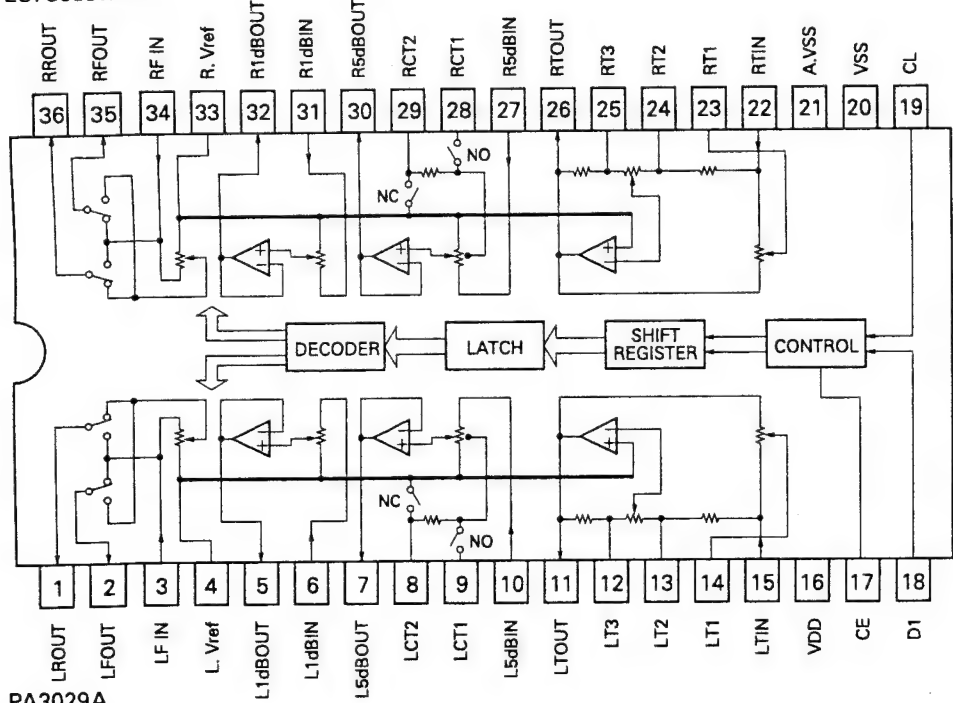 RROUT
RFOUT
RF IN
R. Vref
R1dBOUT
R1dBIN
R5dBOUT
RCT2
RCT1
R5dBIN
RTOUT
RT3
RT2
RT1
RTIN
A.VSS
VSS
CL
36 35 34 33 32 31 30 29 28 27 26 25 24 23 22 21 20 19
NO
NC
+
−
+
−
+
−
DECODER
LATCH
SHIFT
REGISTER
CONTROL
−
+
−
+
−
+
NC
NO
1 2 3 4 5 6 7 8 9 10 11 12 13 14 15 16 17 18
LROUT
LFOUT
LF IN
L. Vref
L1dBOUT
L1dBIN
L5dBOUT
LCT2
LCT1
L5dBIN
LTOUT
LT3
LT2
LT1
LTIN
VDD
CE
D1
PA3029A